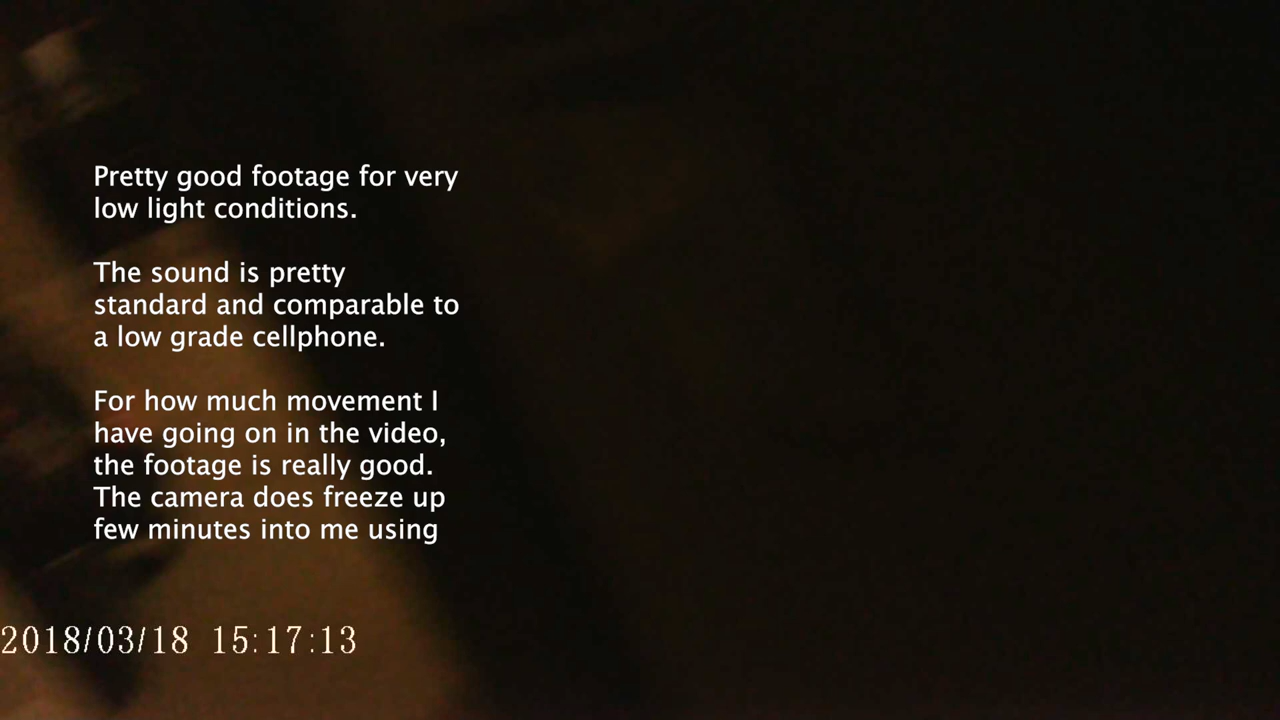 Pretty good footage for very
low light conditions.
The sound is pretty
standard and comparable to
a low grade cellphone.
For how much movement I
have going on in the video,
the footage is really good.
The camera does freeze up
few minutes into me using
2018/03/18 15:17:13